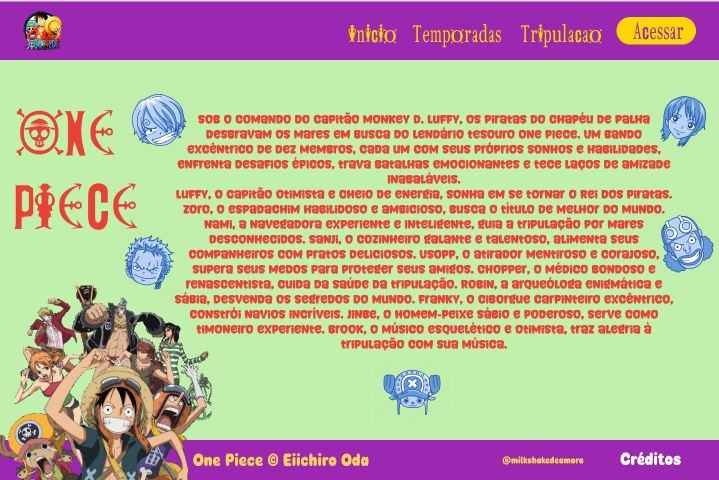 Inicio Temporadas Tripulacao Acessar
ONE
PIECE
Sob o comando do capitão Monkey D. Luffy, os Piratas do Chapéu de Palha
desbravam os mares em busca do lendário tesouro One Piece. Um bando
excêntrico de dez membros, cada um com seus próprios sonhos e habilidades,
enfrenta desafios épicos, trava batalhas emocionantes e tece laços de amizade
inabaláveis.
Luffy, o capitão otimista e cheio de energia, sonha em se tornar o Rei dos Piratas.
Zoro, o espadachim habilidoso e ambicioso, busca o título de melhor do mundo.
Nami, a navegadora experiente e inteligente, guia a tripulação por mares
desconhecidos. Sanji, o cozinheiro galante e talentoso, alimenta seus
companheiros com pratos deliciosos. Usopp, o atirador mentiroso e corajoso,
supera seus medos para proteger seus amigos. Chopper, o médico bondoso e
renascentista, cuida da saúde da tripulação. Robin, a arqueóloga enigmática e
sábia, desvenda os segredos do mundo. Franky, o ciborgue carpinteiro excêntrico,
constrói navios incríveis. Jinbe, o homem-peixe sábio e poderoso, serve como
timoneiro experiente. Brook, o músico esquelético e otimista, traz alegria à
tripulação com sua música.
One Piece © Eiichiro Oda
@milkshakedeamora
Créditos